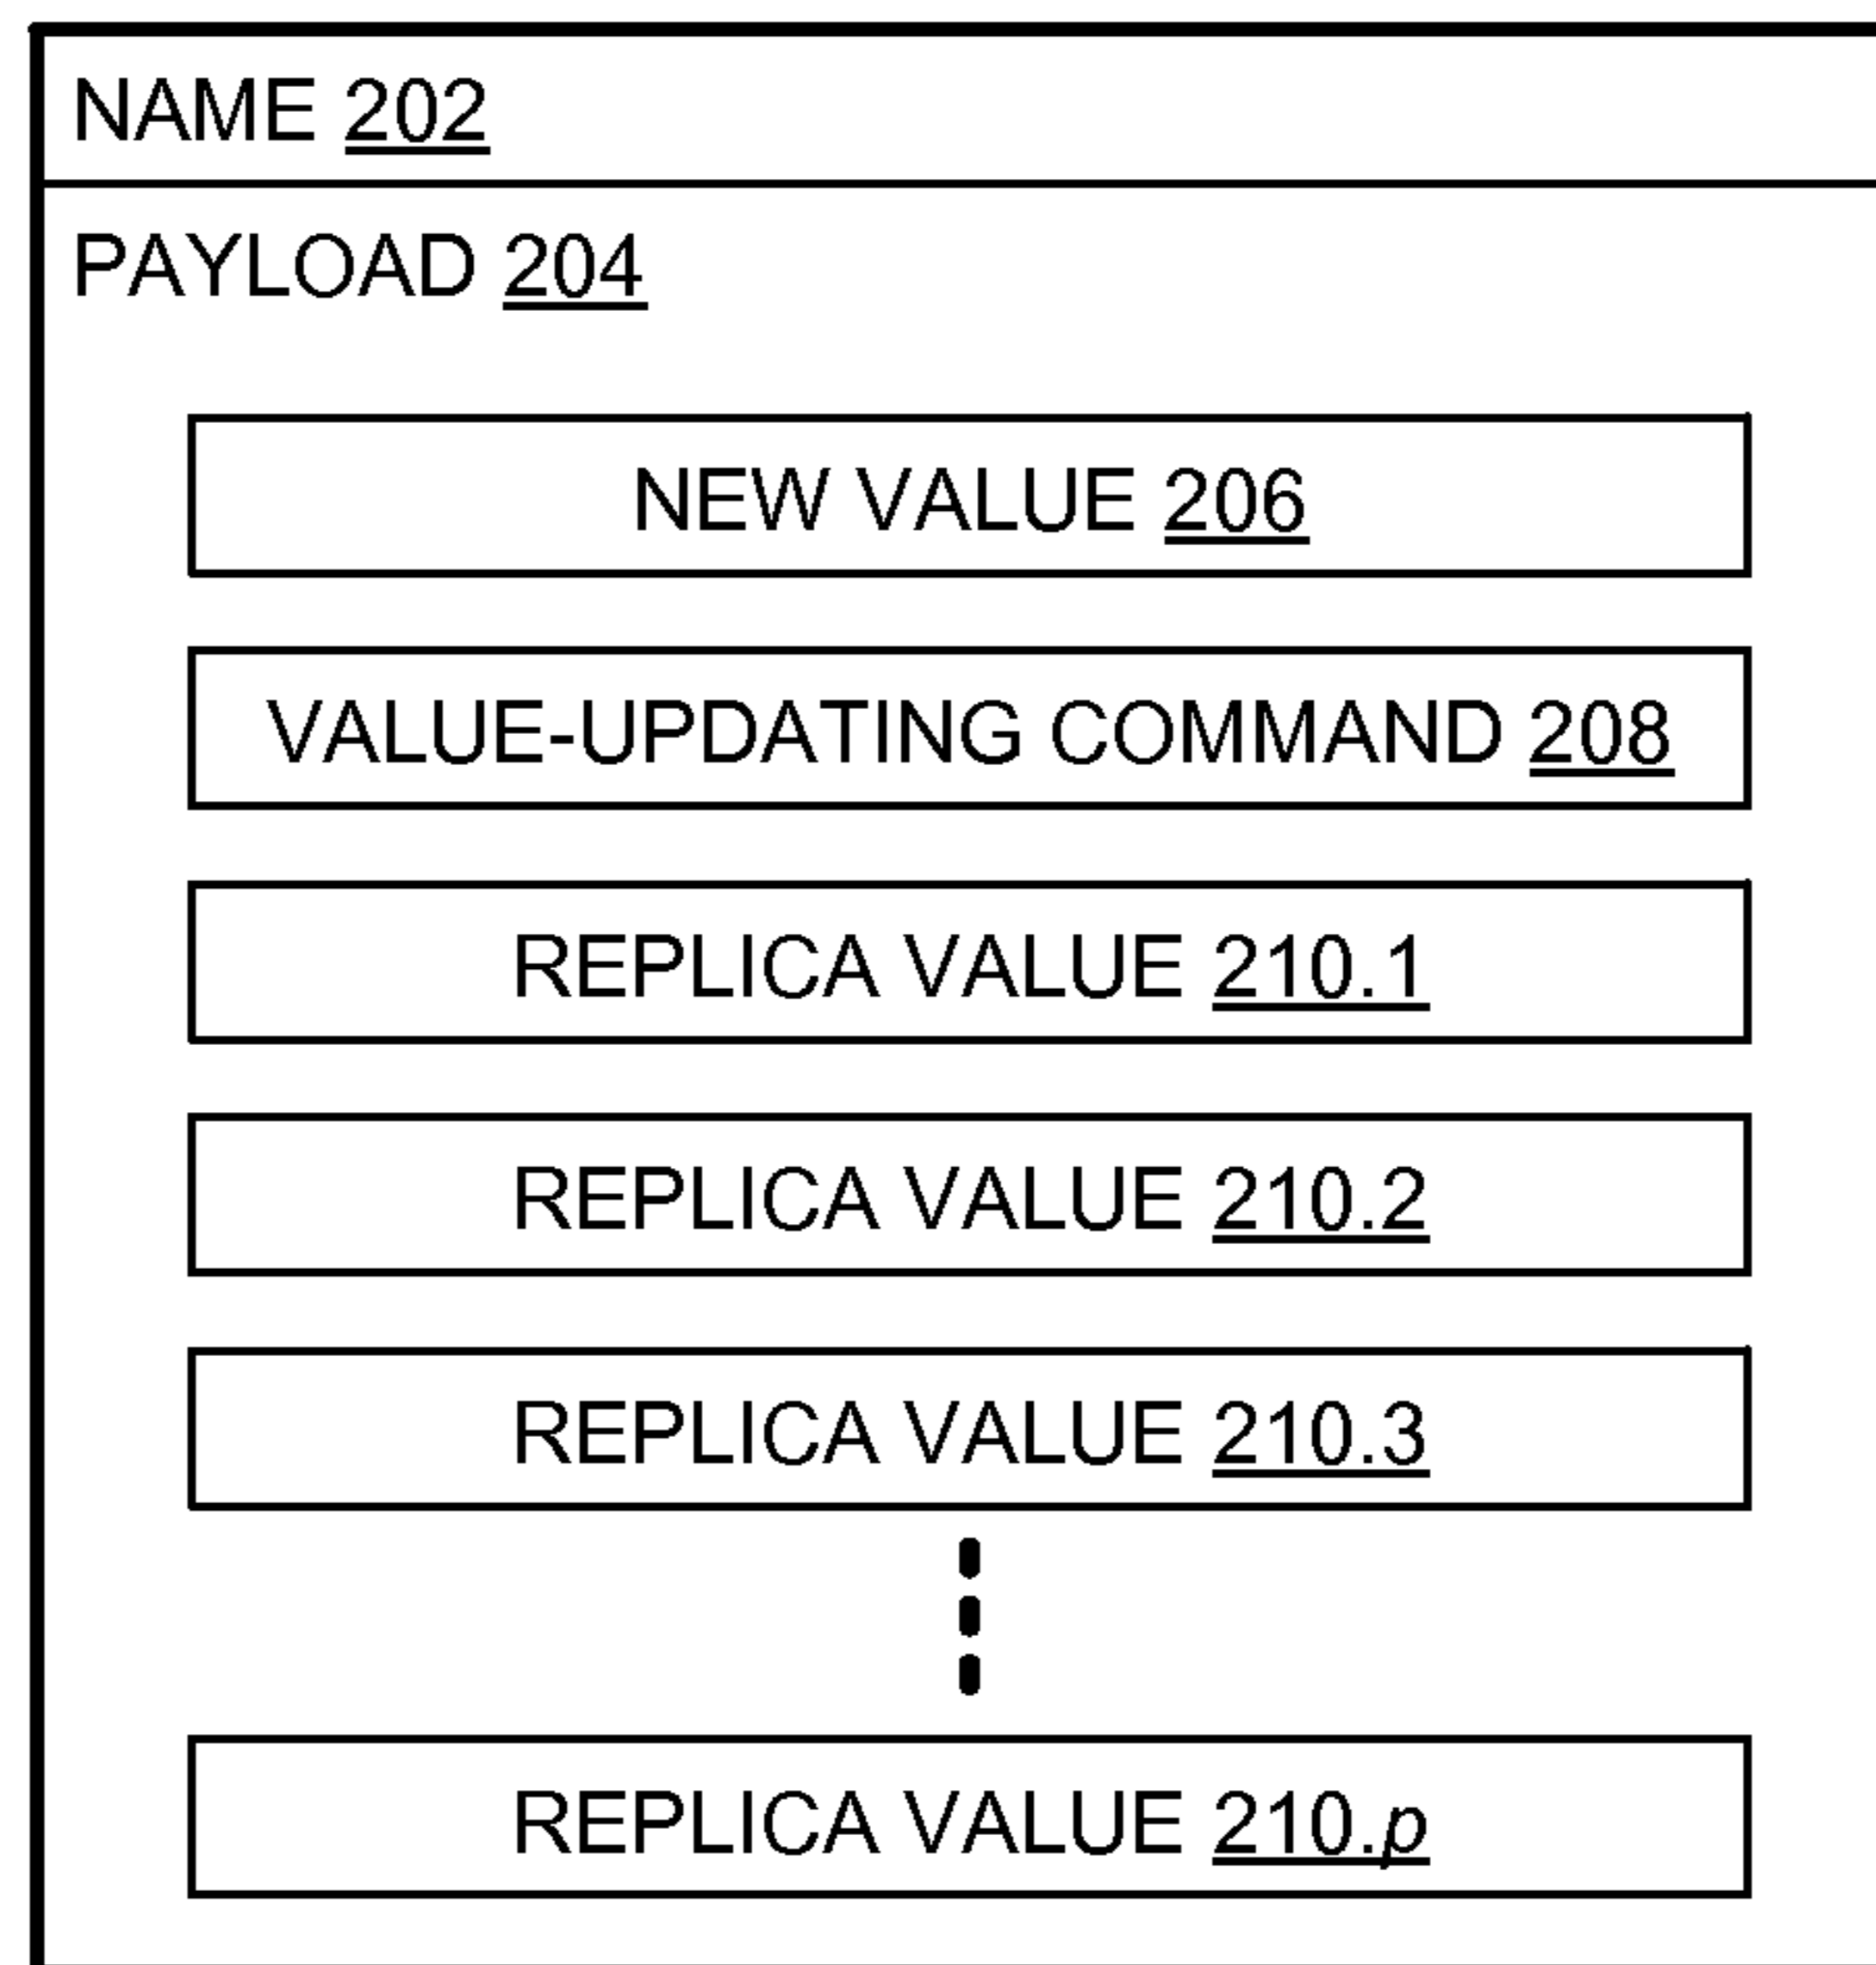 NAME 202
PAYLOAD 204
NEW VALUE 206
VALUE-UPDATING COMMAND 208
REPLICA VALUE 210.1
REPLICA VALUE 210.2
REPLICA VALUE 210.3
REPLICA VALUE 210.p